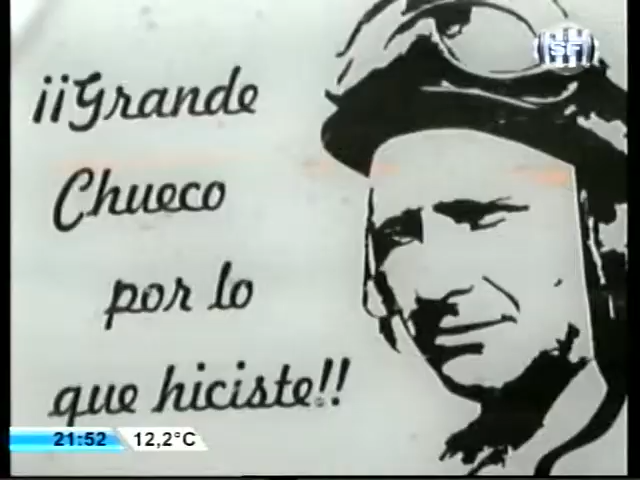 ¡¡Grande
Chueco
por lo
que hiciste!!
SF
21:52 12,2°C